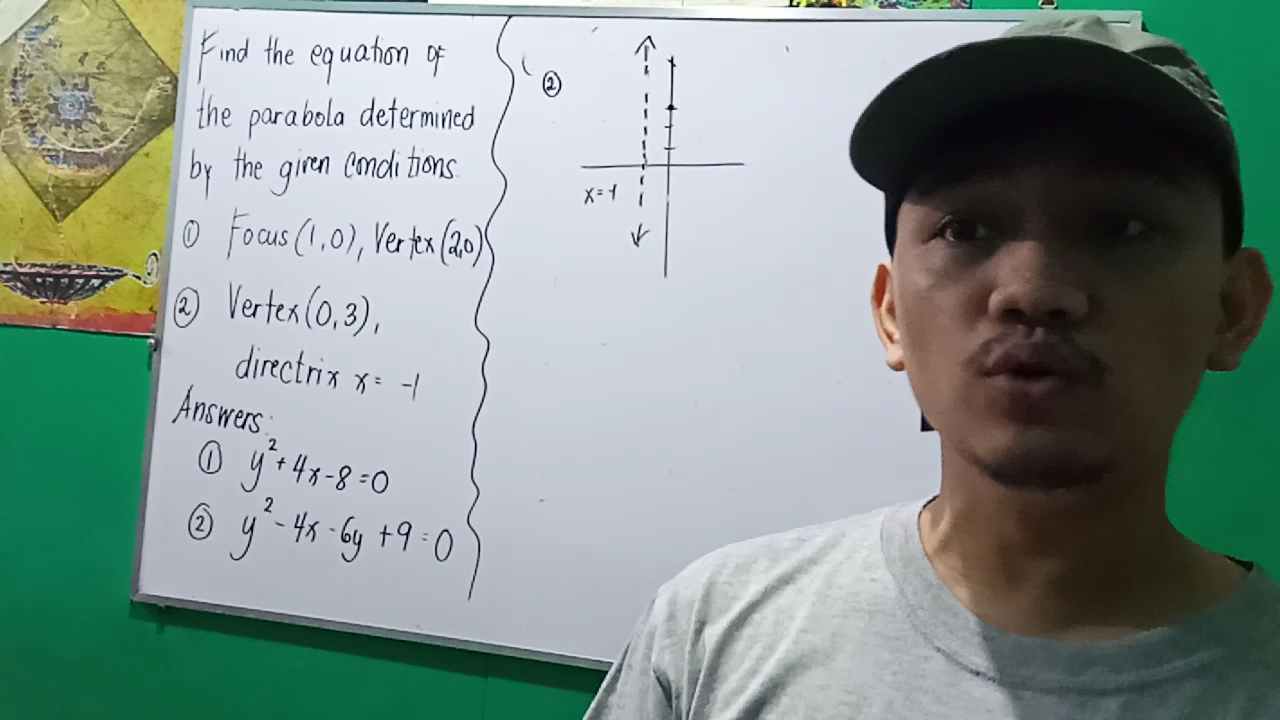 Find the equation of
the parabola determined
by the given conditions.
① Focus (1,0), Vertex (2,0)
② Vertex (0,3),
directrix x = -1
Answers:
① y² + 4x - 8 = 0
② y² - 4x - 6y + 9 = 0
②
x = -1